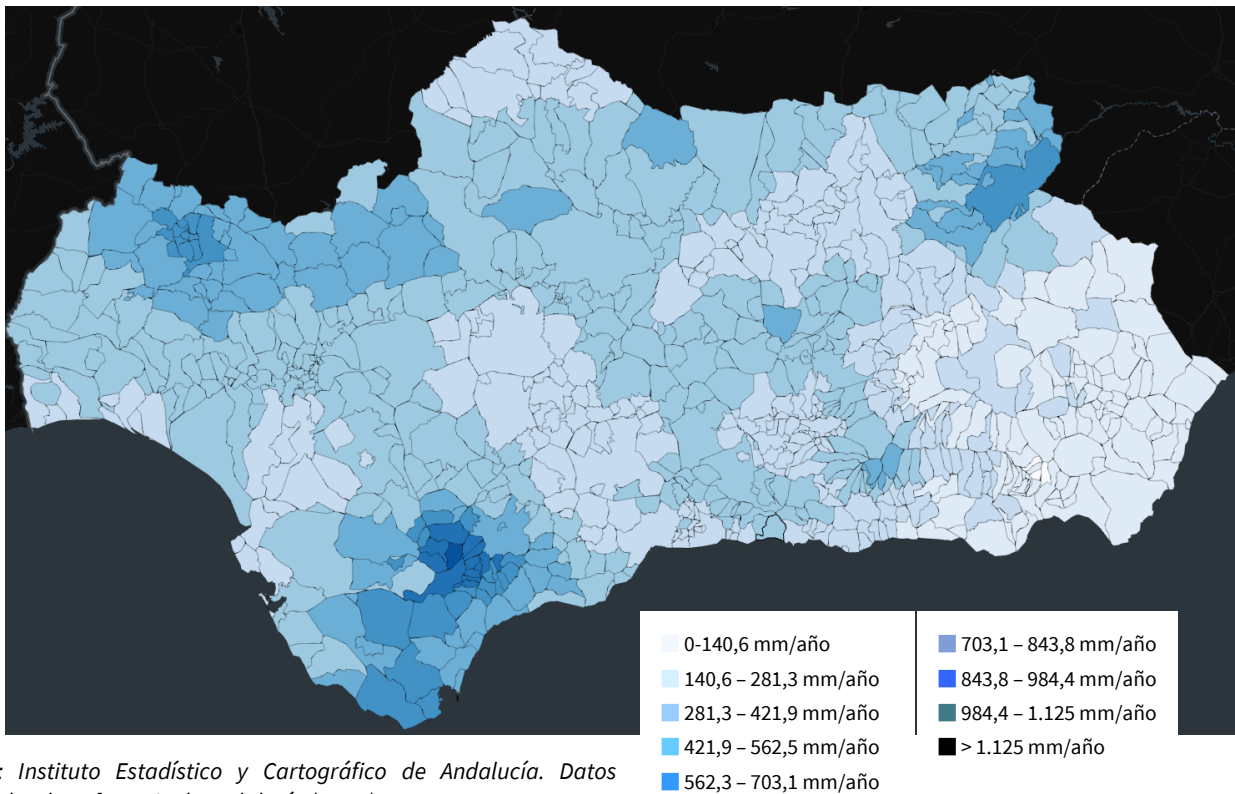 0-140,6 mm/año
140,6 – 281,3 mm/año
281,3 – 421,9 mm/año
421,9 – 562,5 mm/año
562,3 – 703,1 mm/año
703,1 – 843,8 mm/año
843,8 – 984,4 mm/año
984,4 – 1.125 mm/año
> 1.125 mm/año
: Instituto Estadístico y Cartográfico de Andalucía. Datos